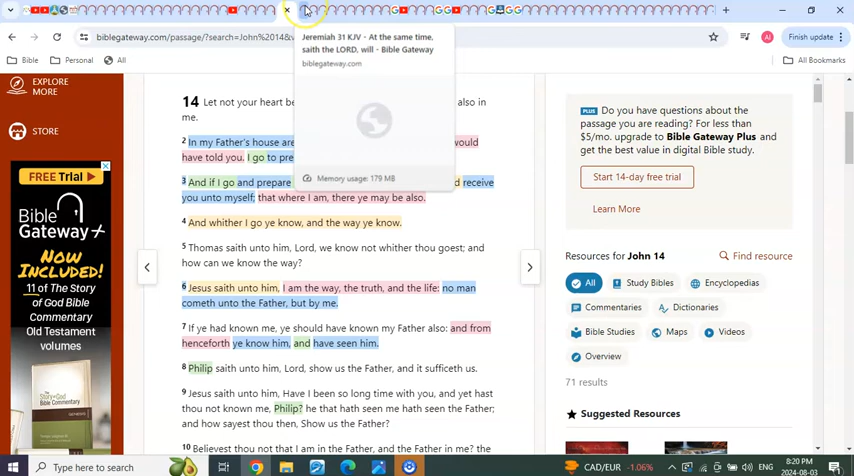 Finish update
biblegateway.com/passage/?search=John%2014&v
AI
Bible
Personal
All
All Bookmarks
Jeremiah 31 KJV - At the same time,
saith the LORD, will - Bible Gateway
biblegateway.com
Memory usage: 179 MB
EXPLORE
MORE
STORE
FREE Trial
Bible
Gateway+
NOW
INCLUDED!
11 of The Story
of God Bible
Commentary
Old Testament
volumes
14 Let not your heart be also in
me.
2 In my Father's house are would
have told you. I go to pre
3 And if I go and prepare d receive
you unto myself; that where I am, there ye may be also.
4 And whither I go ye know, and the way ye know.
5 Thomas saith unto him, Lord, we know not whither thou goest; and
how can we know the way?
6 Jesus saith unto him, I am the way, the truth, and the life: no man
cometh unto the Father, but by me.
7 If ye had known me, ye should have known my Father also: and from
henceforth ye know him, and have seen him.
8 Philip saith unto him, Lord, show us the Father, and it sufficeth us.
9 Jesus saith unto him, Have I been so long time with you, and yet hast
thou not known me, Philip? he that hath seen me hath seen the Father;
and how sayest thou then, Show us the Father?
10 Believest thou not that I am in the Father, and the Father in me? the
PLUS Do you have questions about the
passage you are reading? For less than
$5/mo. upgrade to Bible Gateway Plus and
get the best value in digital Bible study.
Start 14-day free trial
Learn More
Resources for John 14
Find resource
All
Study Bibles
Encyclopedias
Commentaries
Dictionaries
Bible Studies
Maps
Videos
Overview
71 results
Suggested Resources
Type here to search
CAD/EUR -1.06%
ENG
8:20 PM
2024-08-03